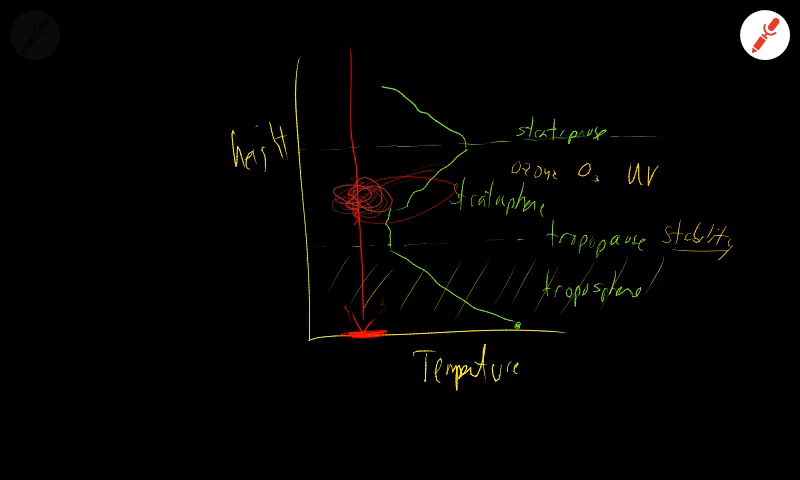 height
stratopause
ozone O₃ UV
stratosphere
tropopause stability
troposphere
Temperature